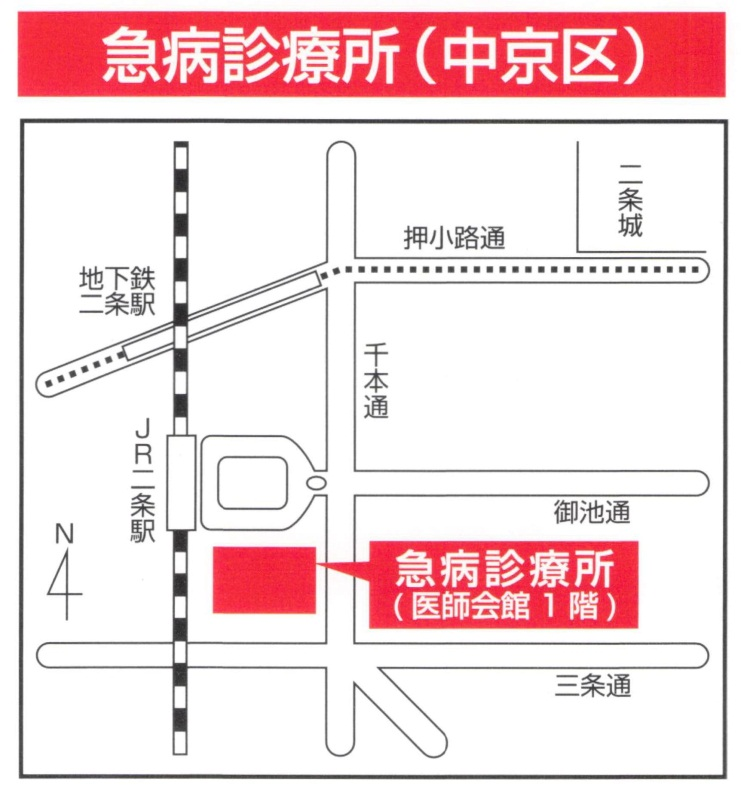 急病診療所(中京区)
二条城
押小路通
地下鉄
二条駅
千本通
JR二条駅
御池通
N
急病診療所
(医師会館1階)
三条通